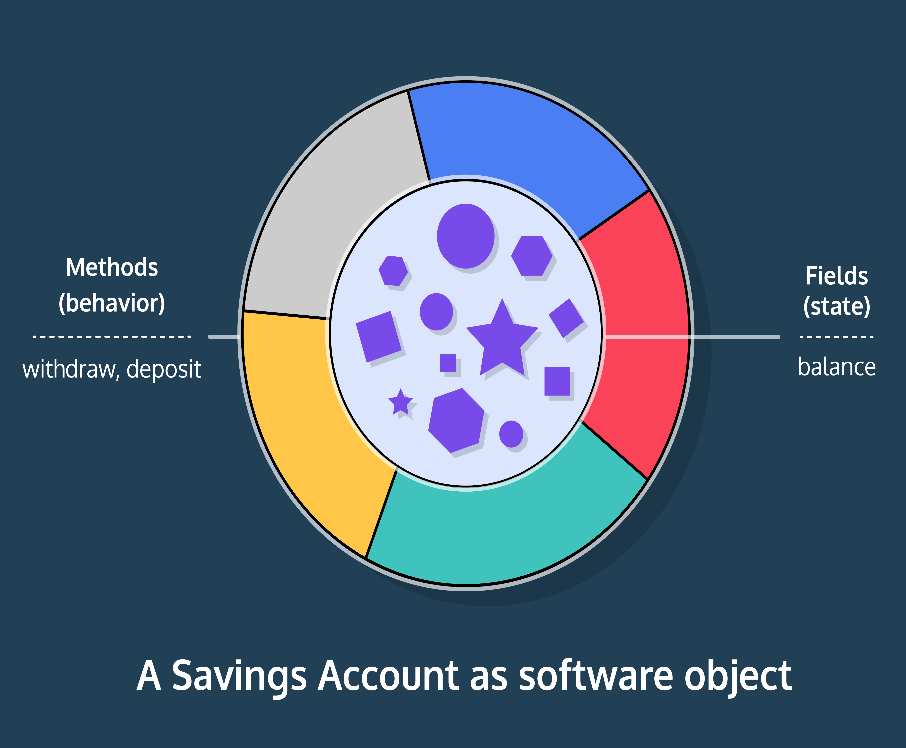 Methods
(behavior)
withdraw, deposit
Fields
(state)
balance
A Savings Account as software object